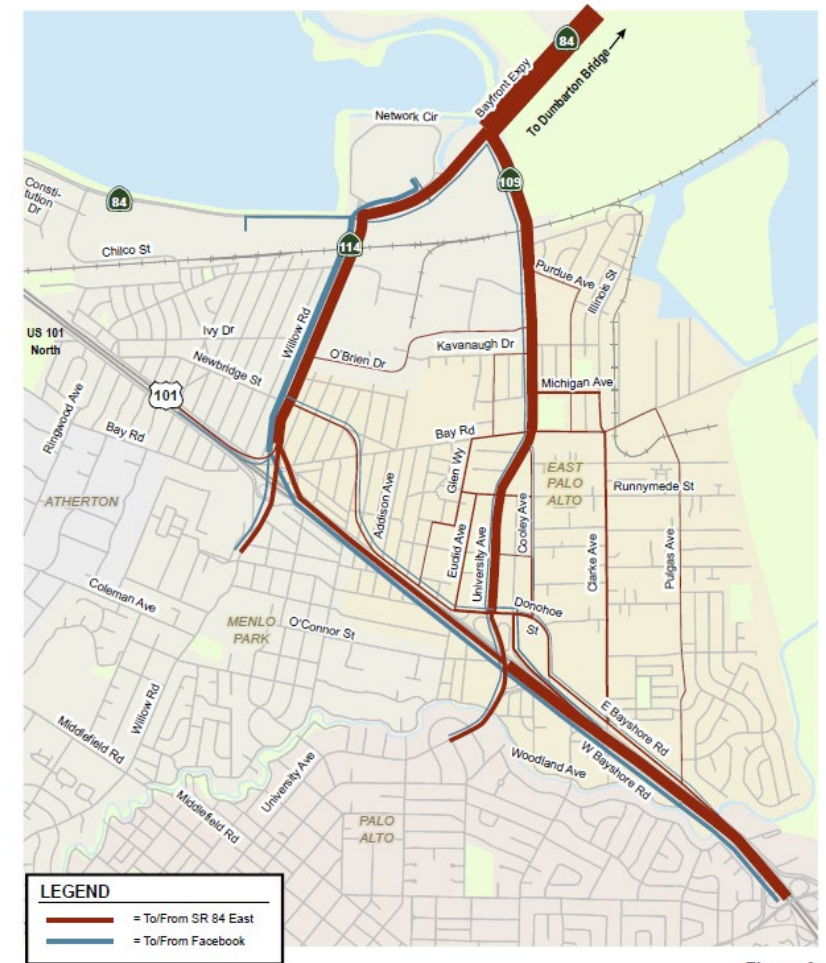 84
Bayfront Expy
To Dumbarton Bridge
Network Cir
109
Consti-
tution
Dr
84
114
Chilco St
Purdue Ave
Illinois St
US 101
North
Ivy Dr
Willow Rd
Newbridge St
O'Brien Dr
Kavanaugh Dr
101
Michigan Ave
Ringwood Ave
Bay Rd
Bay Rd
Glen Wy
EAST
PALO
ALTO
Runnymede St
ATHERTON
Addison Ave
Euclid Ave
University Ave
Cooley Ave
Clarke Ave
Pulgas Ave
Coleman Ave
MENLO
PARK
O'Connor St
Donohoe
St
Willow Rd
E Bayshore Rd
W Bayshore Rd
Middlefield Rd
University Ave
Woodland Ave
Middlefield Rd
PALO
ALTO
LEGEND
= To/From SR 84 East
= To/From Facebook